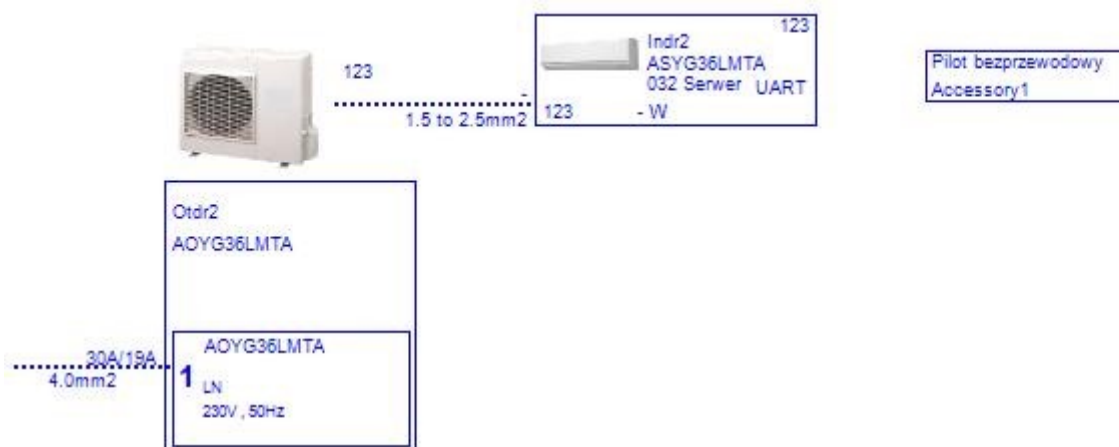 123
Indr2
ASYG36LMTA
032 Serwer UART
123 - W
123
-
1.5 to 2.5mm2
Pilot bezprzewodowy
Accessory1
Otdr2
AOYG36LMTA
30A/19A
4.0mm2
AOYG36LMTA
1 LN
230V , 50Hz